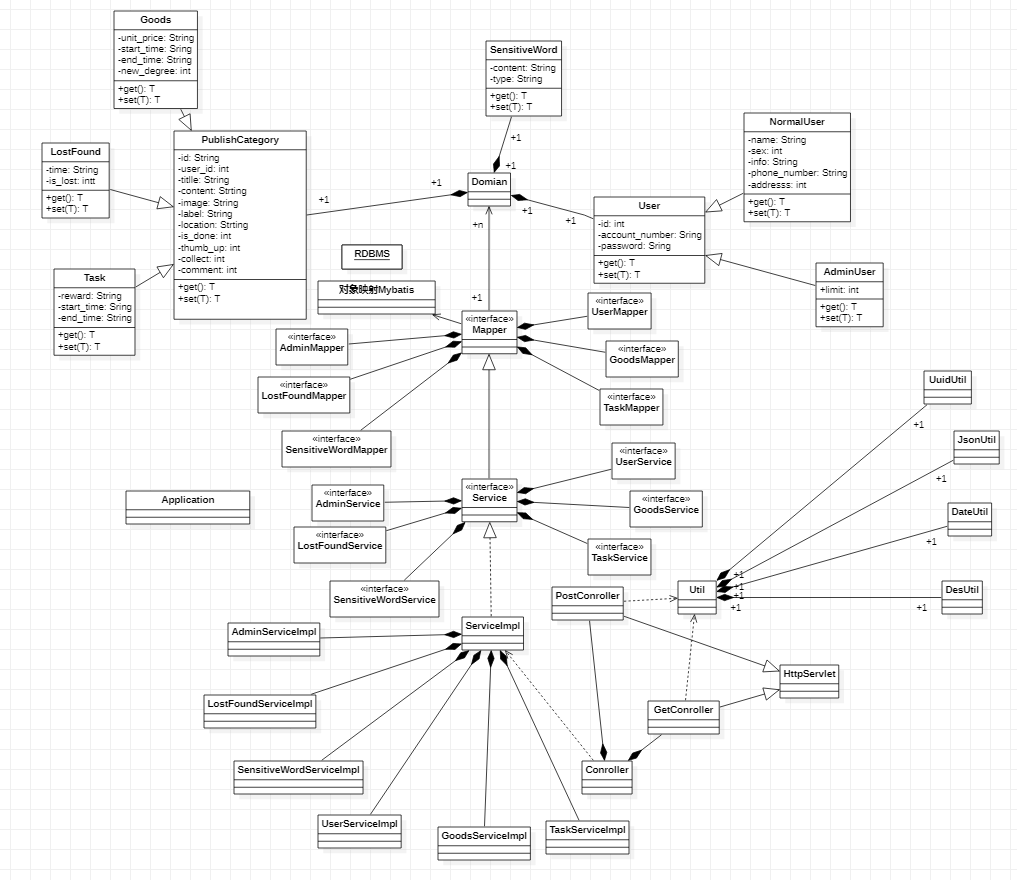 Goods
-unit_price: String
-start_time: Sring
-end_time: Sring
-new_degree: int
+get(): T
+set(T): T
SensitiveWord
-content: String
-type: String
+get(): T
+set(T): T
NormalUser
-name: String
-sex: int
-info: String
-phone_number: String
-addresss: int
+get(): T
+set(T): T
LostFound
-time: String
-is_lost: intt
+get(): T
+set(T): T
PublishCategory
-id: String
-user_id: int
-titlle: String
-content: Strting
-image: String
-label: String
-location: Strting
-is_done: int
-thumb_up: int
-collect: int
-comment: int
+get(): T
+set(T): T
+1
+1
Domian
+1
+1
+1
+1
User
-id: int
-account_number: Sring
-password: Sring
+get(): T
+set(T): T
+n
+1
RDBMS
对象映射Mybatis
Task
-reward: String
-start_time: Sring
-end_time: String
+get(): T
+set(T): T
AdminUser
+limit: int
+get(): T
+set(T): T
«interface»
Mapper
«interface»
UserMapper
«interface»
AdminMapper
«interface»
GoodsMapper
«interface»
LostFoundMapper
«interface»
TaskMapper
«interface»
SensitiveWordMapper
UuidUtil
+1
JsonUtil
+1
DateUtil
+1
DesUtil
+1
«interface»
Service
«interface»
UserService
«interface»
AdminService
«interface»
GoodsService
Application
«interface»
LostFoundService
«interface»
TaskService
«interface»
SensitiveWordService
PostConroller
Util
+1
+1
+1
+1
ServiceImpl
AdminServiceImpl
HttpServlet
LostFoundServiceImpl
GetConroller
SensitiveWordServiceImpl
Conroller
UserServiceImpl
GoodsServiceImpl
TaskServiceImpl